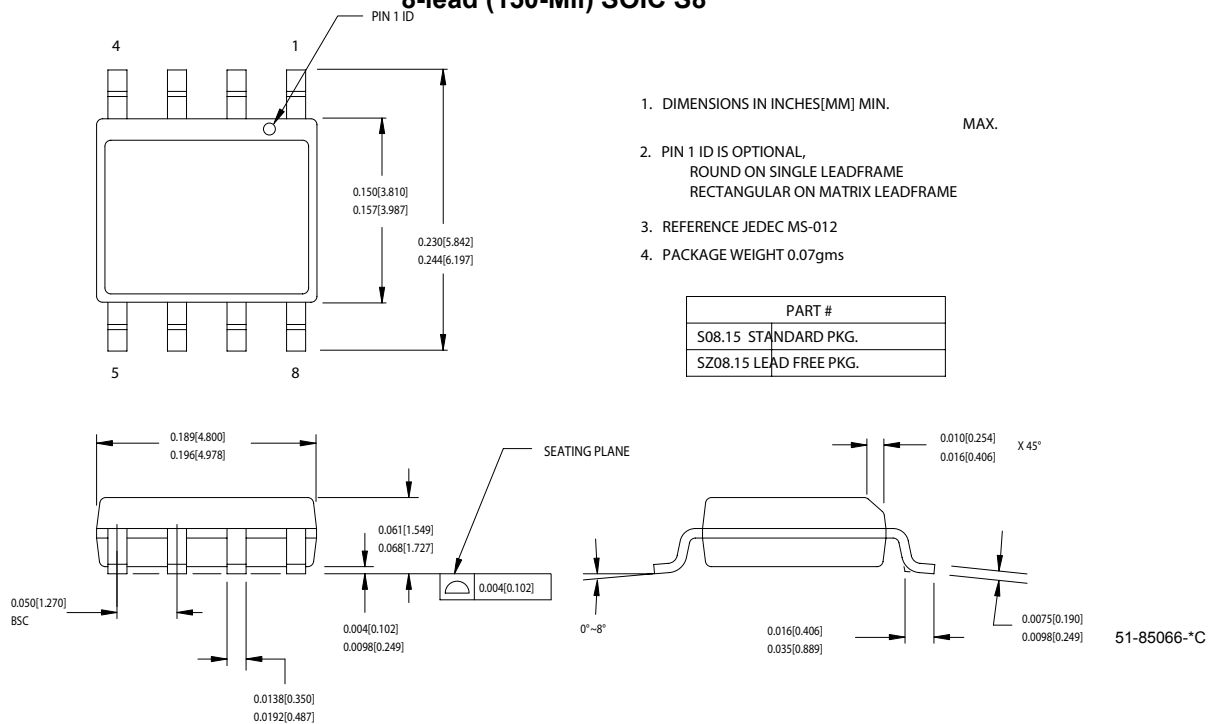 8-lead (150-Mil) SOIC S8
PIN 1 ID
4
1
1. DIMENSIONS IN INCHES[MM] MIN.
MAX.
2. PIN 1 ID IS OPTIONAL,
ROUND ON SINGLE LEADFRAME
RECTANGULAR ON MATRIX LEADFRAME
3. REFERENCE JEDEC MS-012
4. PACKAGE WEIGHT 0.07gms
0.150[3.810]
0.157[3.987]
0.230[5.842]
0.244[6.197]
PART #
S08.15 STANDARD PKG.
SZ08.15 LEAD FREE PKG.
5
8
0.189[4.800]
0.196[4.978]
SEATING PLANE
0.010[0.254]
0.016[0.406]
X 45°
0.061[1.549]
0.068[1.727]
0.004[0.102]
0.050[1.270]
BSC
0.004[0.102]
0.0098[0.249]
0°~8°
0.016[0.406]
0.035[0.889]
0.0075[0.190]
0.0098[0.249]
51-85066-*C
0.0138[0.350]
0.0192[0.487]